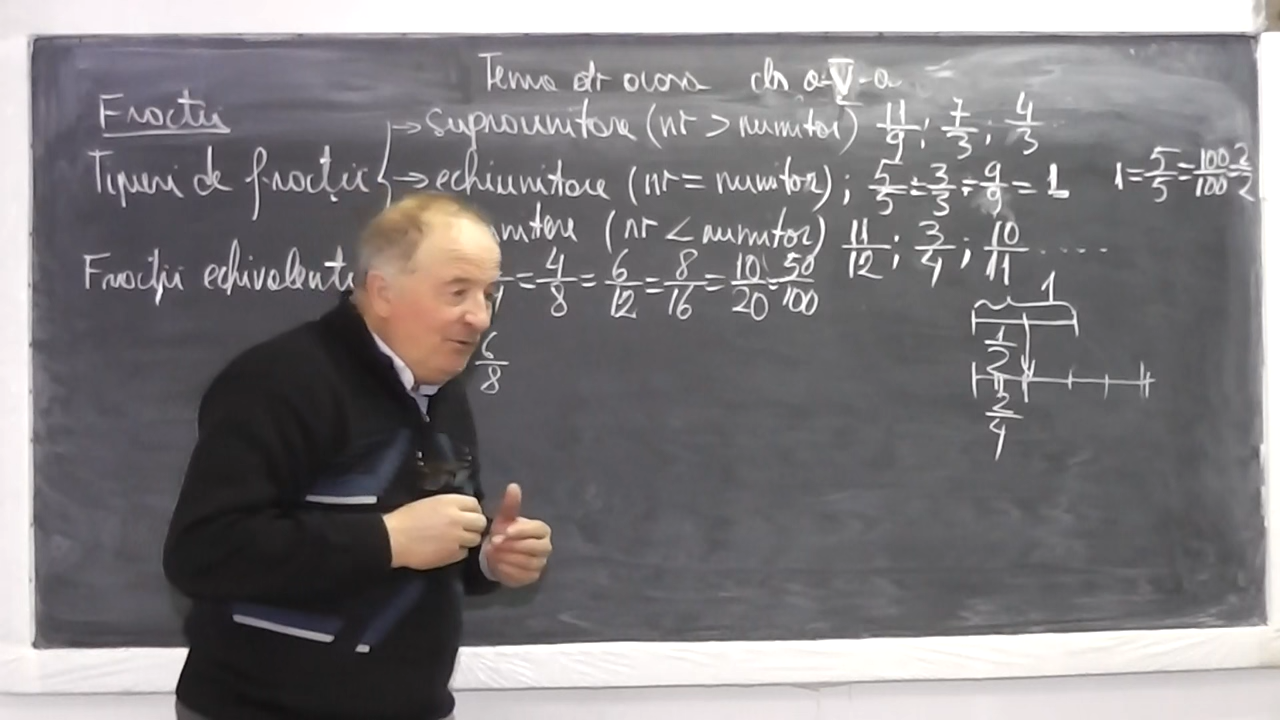 Tema de acasă cls a-V-a
Fracții
Tipuri de fracții → supraunitare (nr > numitor) 11/9 ; 7/3 ; 4/3 ...
→ echiunitare (nr = numitor) ; 5/5 = 3/3 = 9/9 = 1
1 = 5/5 = 100/100 = 2/2
unitare (nr < numitor) 11/12 ; 3/4 ; 10/11 ....
Fracții echivalente = 4/8 = 6/12 = 8/16 = 10/20 = 50/100
6/8
1
1/2
2/4